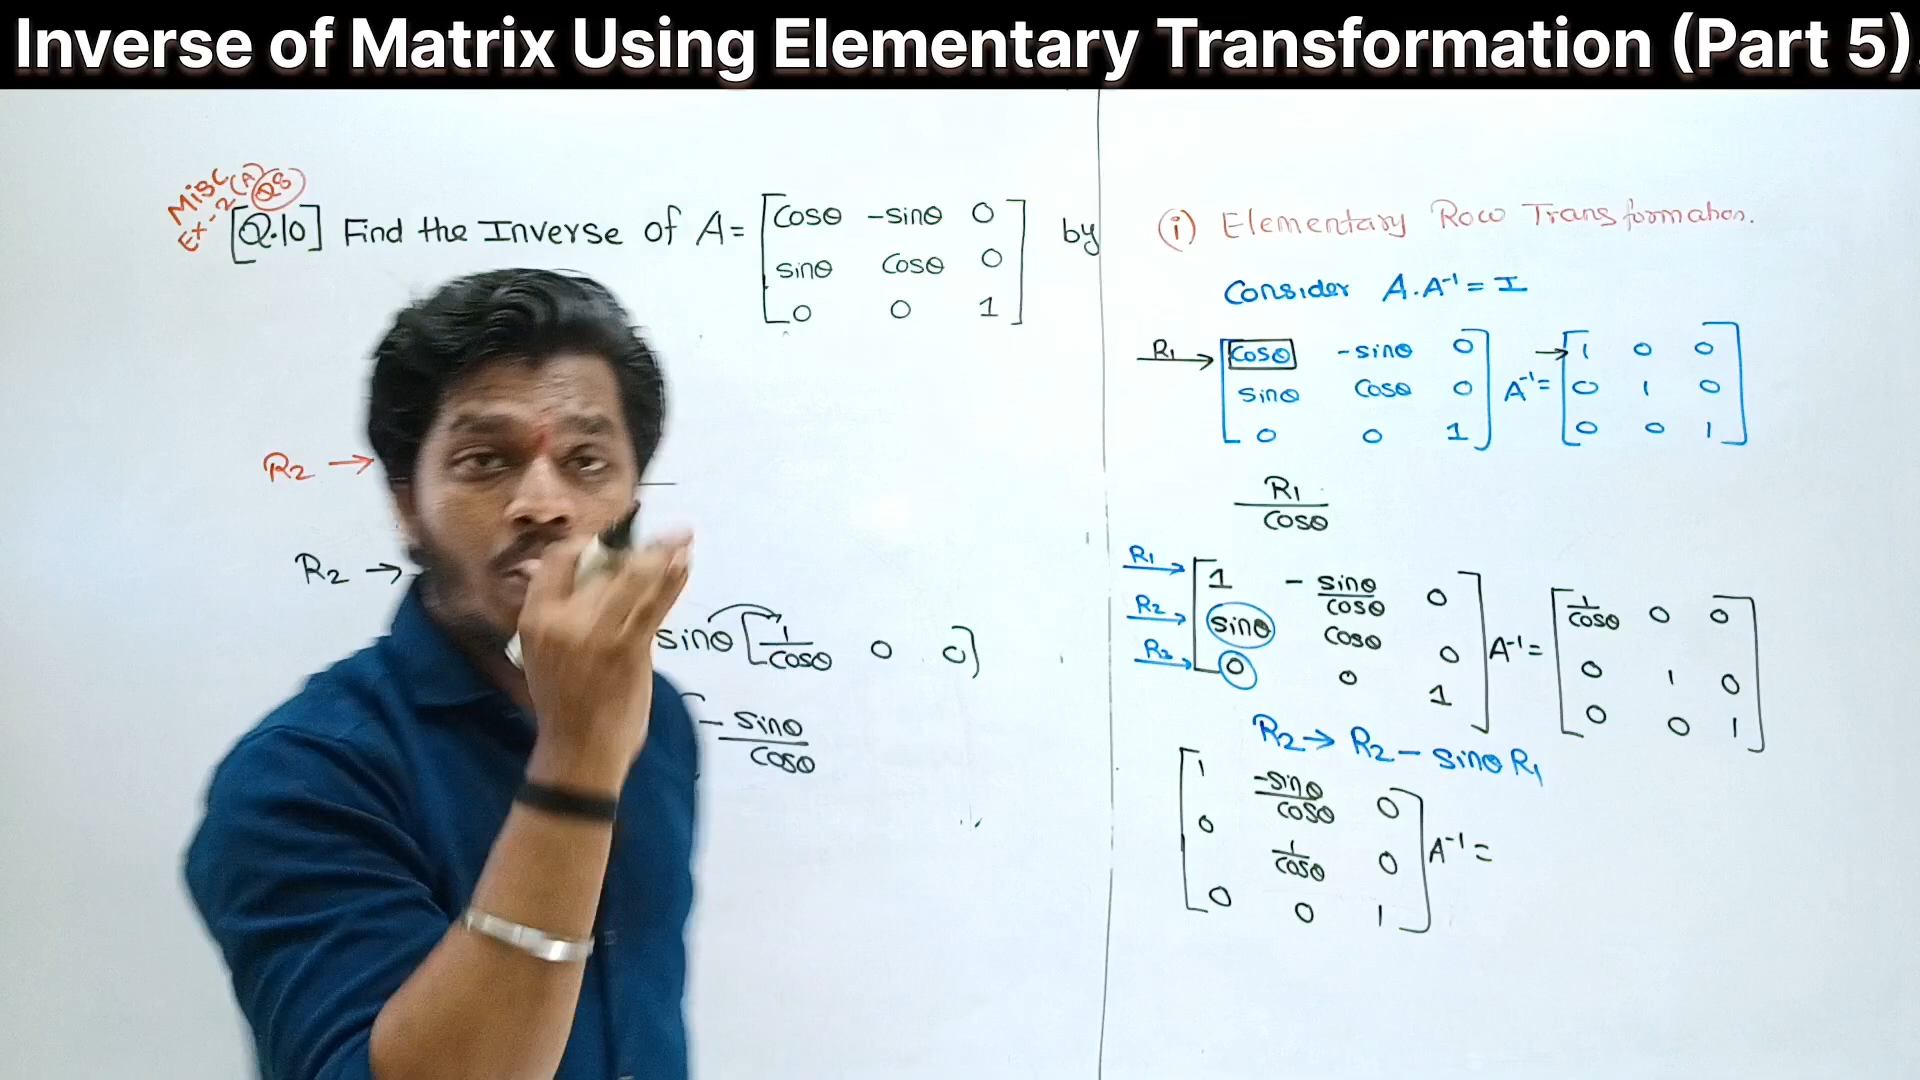 Inverse of Matrix Using Elementary Transformation (Part 5).
Misc
Ex-2(A) Q8
[Q.10] Find the Inverse of A = [cosθ -sinθ 0
sinθ cosθ 0
0 0 1] by
R2 →
R2 →
sinθ [1/cosθ 0 0]
-sinθ/cosθ
(i) Elementary Row Transformation.
Consider A.A⁻¹ = I
R1 → [cosθ -sinθ 0 → 1 0 0
sinθ cosθ 0 A⁻¹ = 0 1 0
0 0 1] [0 0 1]
R1/cosθ
R1 → [1 -sinθ/cosθ 0 [1/cosθ 0 0
R2 → sinθ cosθ 0 A⁻¹ = 0 1 0
R3 → 0 0 1] 0 0 1]
R2 → R2 - sinθ R1
[1 -sinθ/cosθ 0
0 1/cosθ 0 A⁻¹ =
0 0 1]